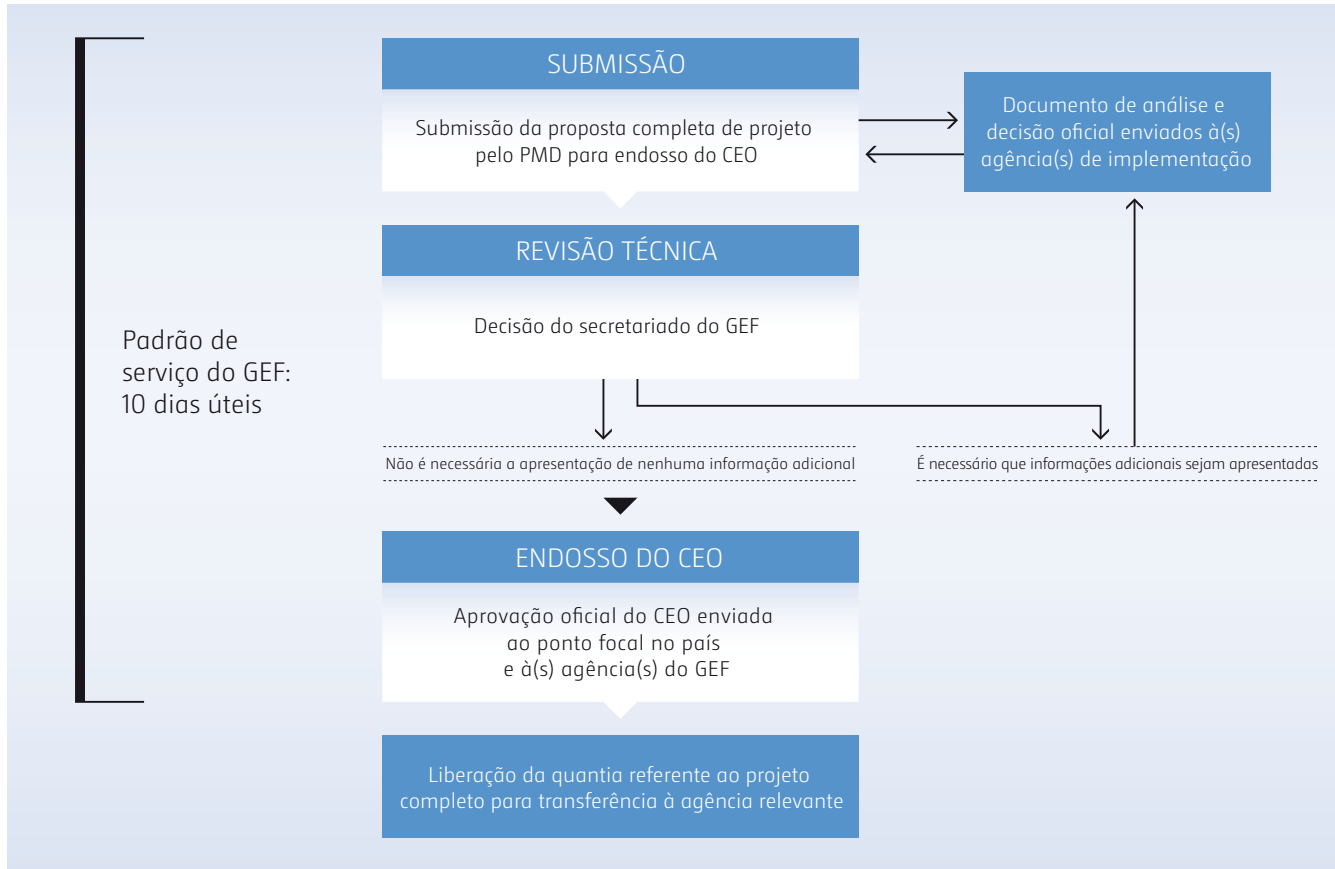 SUBMISSÃO
Submissão da proposta completa de projeto
pelo PMD para endosso do CEO
Documento de análise e
decisão oficial enviados à(s)
agência(s) de implementação
REVISÃO TÉCNICA
Decisão do secretariado do GEF
Padrão de
serviço do GEF:
10 dias úteis
Não é necessária a apresentação de nenhuma informação adicional
É necessário que informações adicionais sejam apresentadas
ENDOSSO DO CEO
Aprovação oficial do CEO enviada
ao ponto focal no país
e à(s) agência(s) do GEF
Liberação da quantia referente ao projeto
completo para transferência à agência relevante